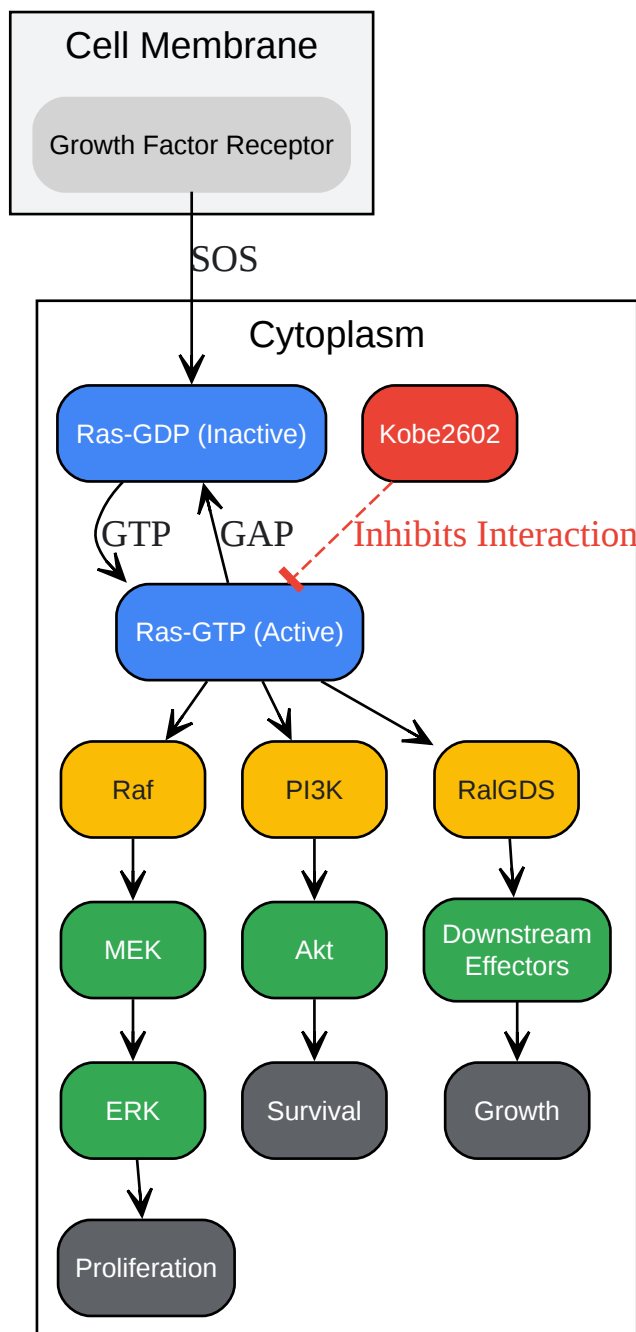 Cell Membrane
Growth Factor Receptor
SOS
Cytoplasm
Ras-GDP (Inactive)
Kobe2602
GTP
GAP
Inhibits Interaction
Ras-GTP (Active)
Raf
PI3K
RalGDS
MEK
Akt
Downstream
Effectors
ERK
Survival
Growth
Proliferation